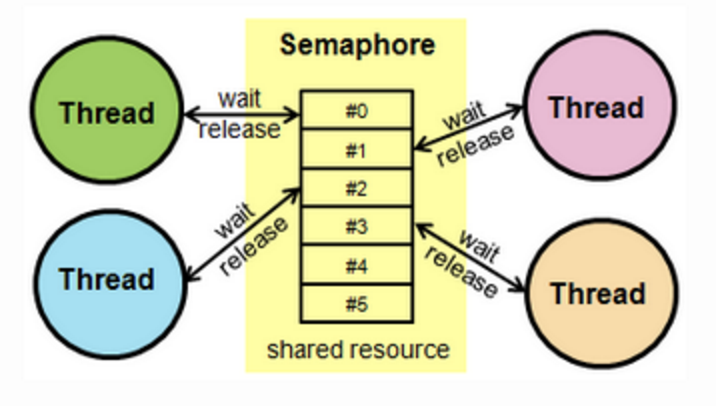 Semaphore
Thread
wait
release
#0
#1
#2
#3
#4
#5
wait
release
Thread
Thread
wait
release
wait
release
Thread
shared resource